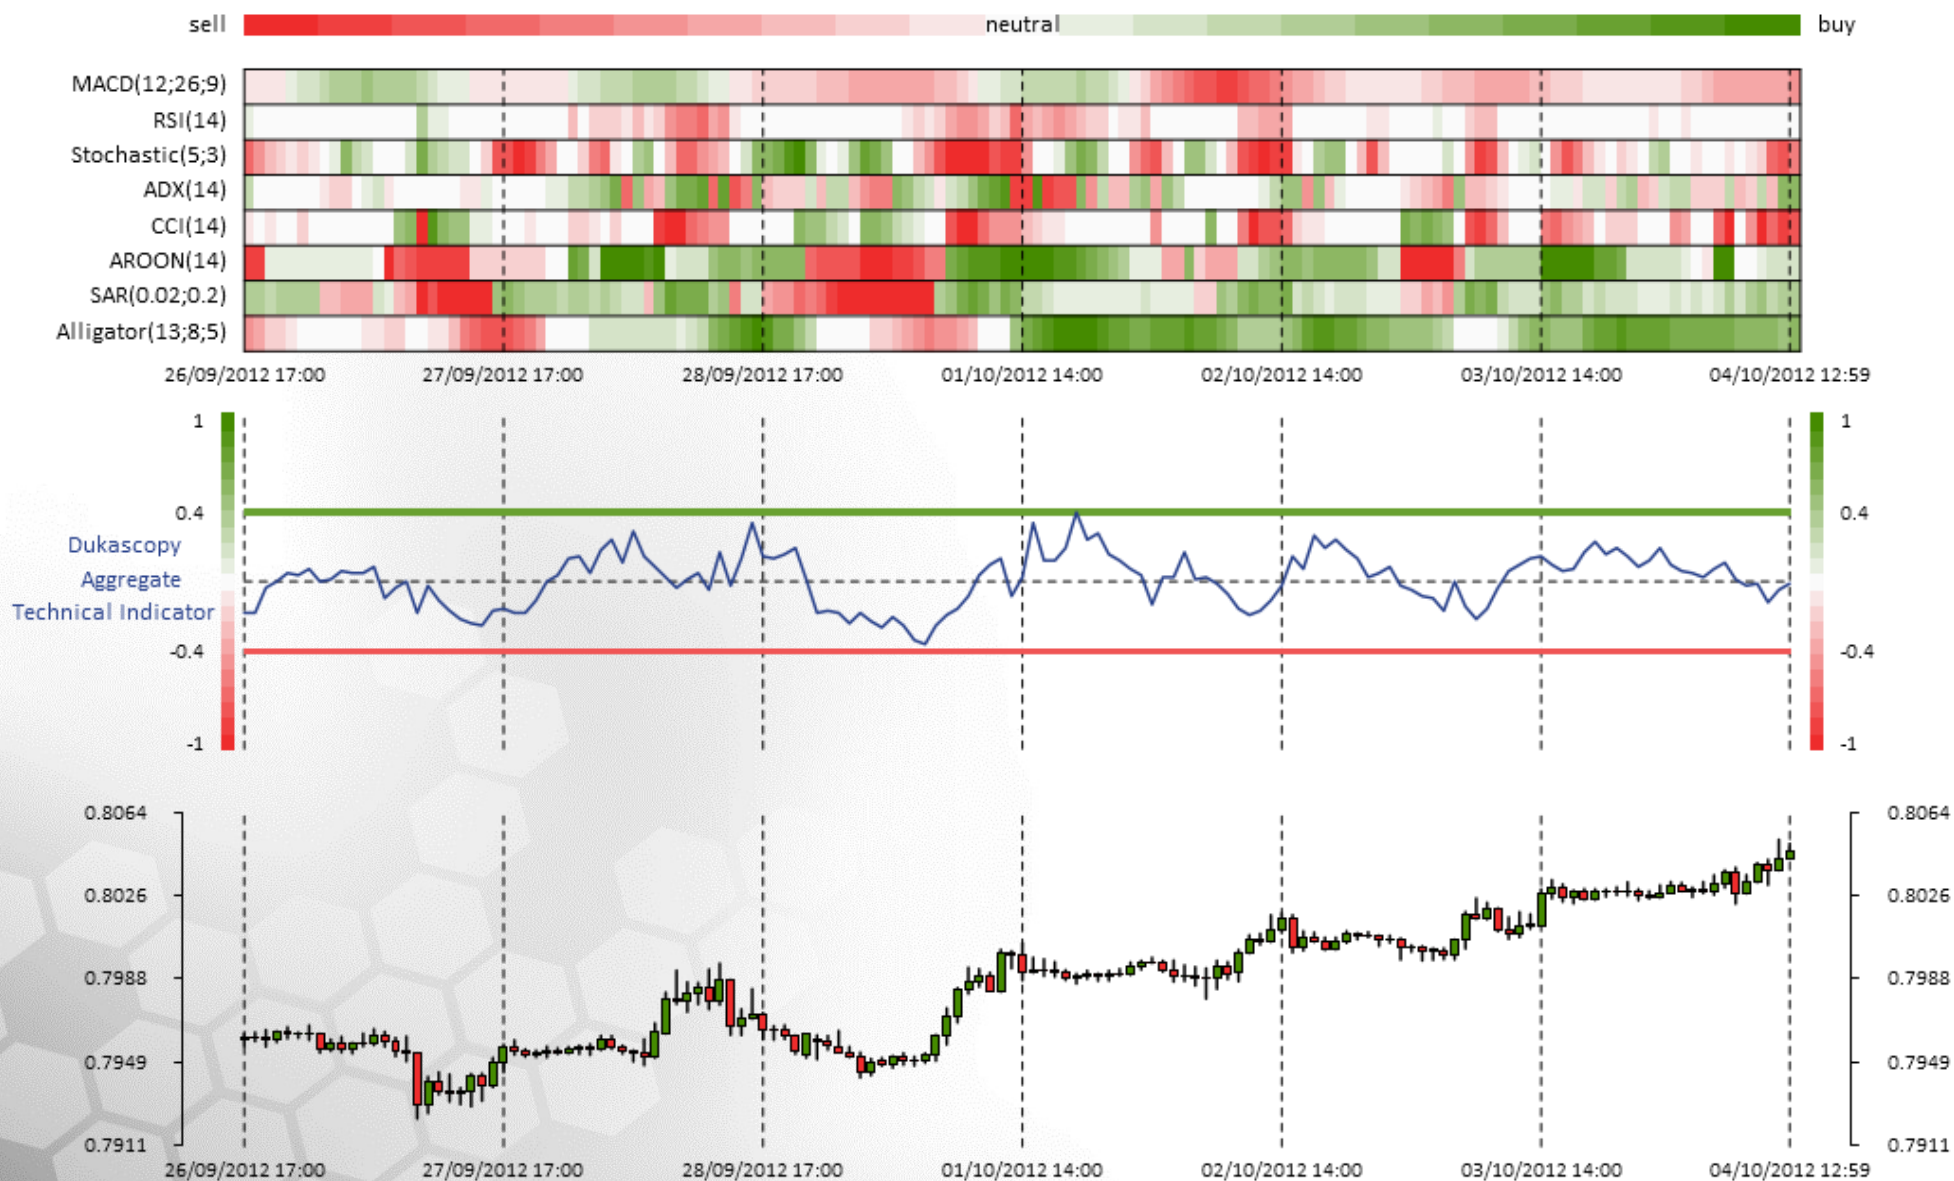 sell neutral buy
MACD(12;26;9)
RSI(14)
Stochastic(5;3)
ADX(14)
CCI(14)
AROON(14)
SAR(0.02;0.2)
Alligator(13;8;5)
26/09/2012 17:00 27/09/2012 17:00 28/09/2012 17:00 01/10/2012 14:00 02/10/2012 14:00 03/10/2012 14:00 04/10/2012 12:59
1 1
0.4 0.4
Dukascopy
Aggregate
Technical Indicator
-0.4 -0.4
-1 -1
0.8064 0.8064
0.8026 0.8026
0.7988 0.7988
0.7949 0.7949
0.7911 0.7911
26/09/2012 17:00 27/09/2012 17:00 28/09/2012 17:00 01/10/2012 14:00 02/10/2012 14:00 03/10/2012 14:00 04/10/2012 12:59